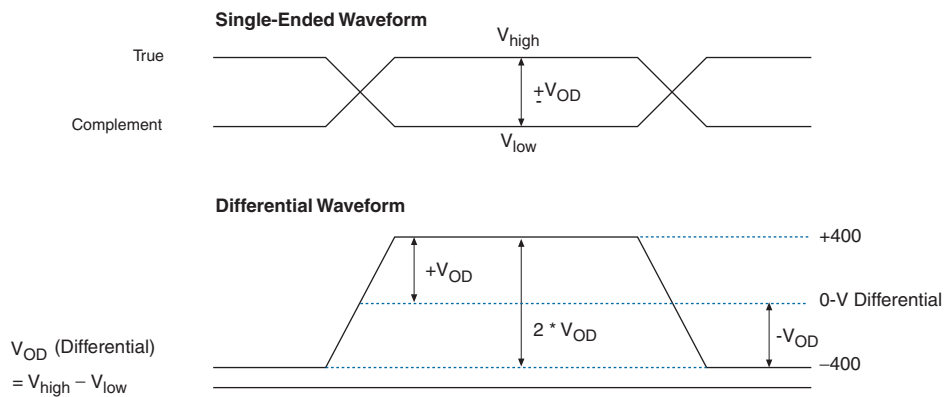 Single-Ended Waveform
V_high
True
±V_OD
Complement
V_low
Differential Waveform
+400
+V_OD
0-V Differential
2 * V_OD
-V_OD
V_OD (Differential)
–400
= V_high – V_low